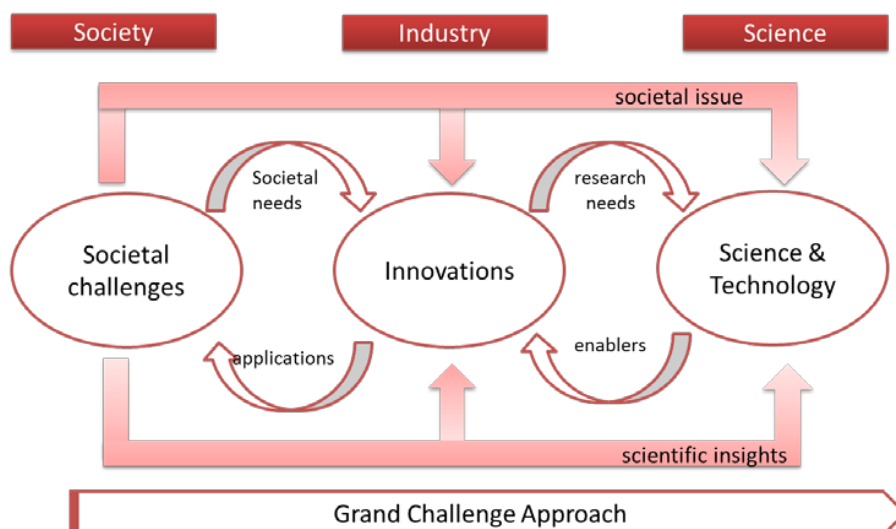 Society
Industry
Science
societal issue
Societal
needs
research
needs
Societal
challenges
Innovations
Science &
Technology
applications
enablers
scientific insights
Grand Challenge Approach